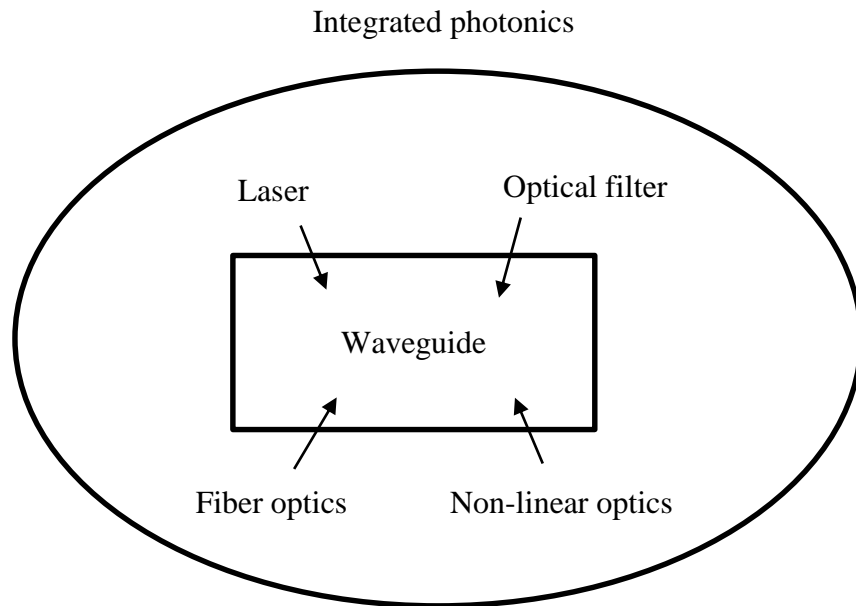 Integrated photonics
Laser
Optical filter
Waveguide
Fiber optics
Non-linear optics